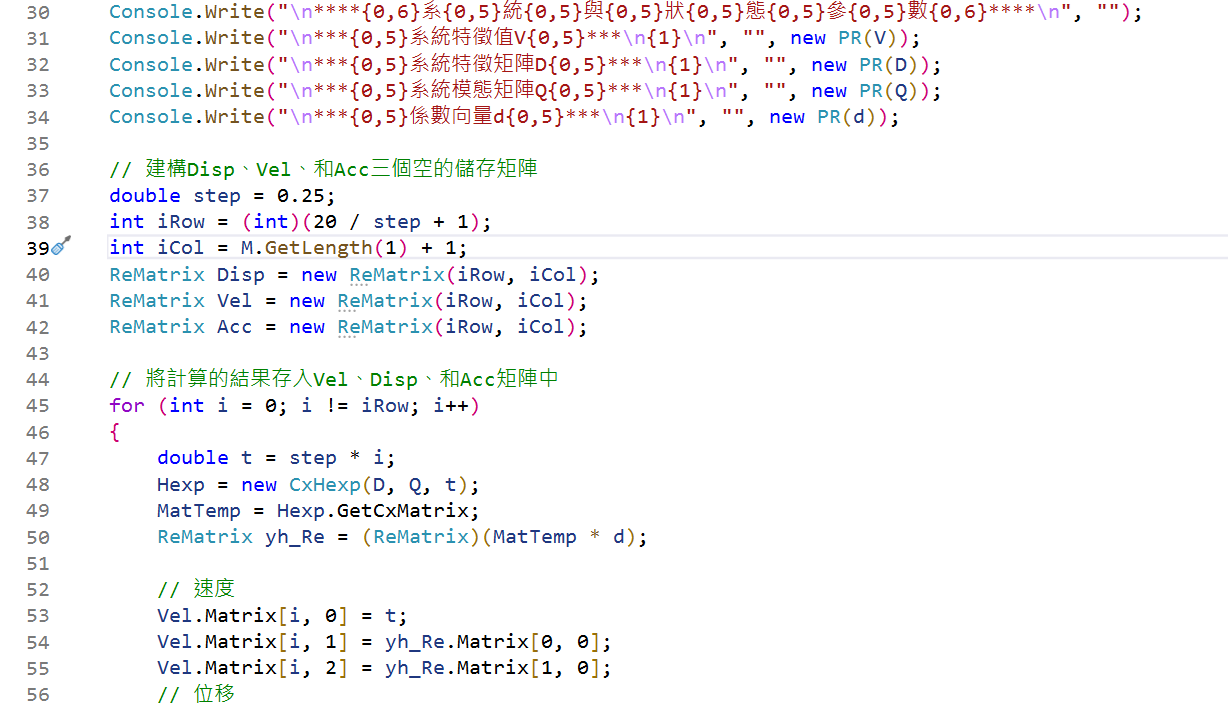 30 Console.Write("\n****{0,6}系{0,5}統{0,5}與{0,5}狀{0,5}態{0,5}參{0,5}數{0,6}****\n", "");
31 Console.Write("\n***{0,5}系統特徵值V{0,5}***\n{1}\n", "", new PR(V));
32 Console.Write("\n***{0,5}系統特徵矩陣D{0,5}***\n{1}\n", "", new PR(D));
33 Console.Write("\n***{0,5}系統模態矩陣Q{0,5}***\n{1}\n", "", new PR(Q));
34 Console.Write("\n***{0,5}係數向量d{0,5}***\n{1}\n", "", new PR(d));
35
36 // 建構Disp、Vel、和Acc三個空的儲存矩陣
37 double step = 0.25;
38 int iRow = (int)(20 / step + 1);
39 int iCol = M.GetLength(1) + 1;
40 ReMatrix Disp = new ReMatrix(iRow, iCol);
41 ReMatrix Vel = new ReMatrix(iRow, iCol);
42 ReMatrix Acc = new ReMatrix(iRow, iCol);
43
44 // 將計算的結果存入Vel、Disp、和Acc矩陣中
45 for (int i = 0; i != iRow; i++)
46 {
47 double t = step * i;
48 Hexp = new CxHexp(D, Q, t);
49 MatTemp = Hexp.GetCxMatrix;
50 ReMatrix yh_Re = (ReMatrix)(MatTemp * d);
51
52 // 速度
53 Vel.Matrix[i, 0] = t;
54 Vel.Matrix[i, 1] = yh_Re.Matrix[0, 0];
55 Vel.Matrix[i, 2] = yh_Re.Matrix[1, 0];
56 // 位移